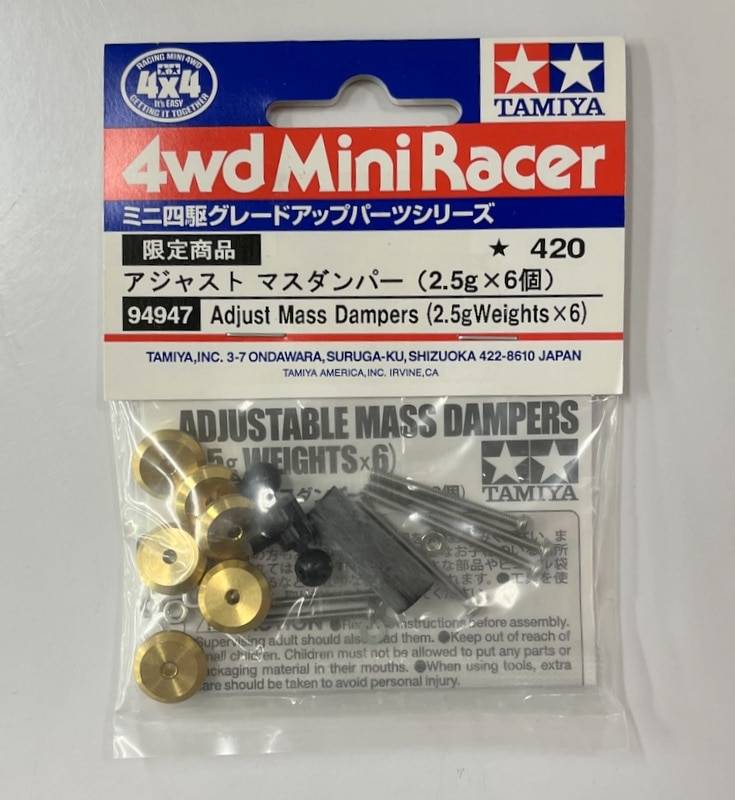 RACING MINI 4WD
4x4
It's EASY
GETTING IT TOGETHER
TAMIYA
4wd Mini Racer
ミニ四駆グレードアップパーツシリーズ
限定商品
★ 420
アジャスト マスダンパー（2.5g×6個）
94947 Adjust Mass Dampers (2.5gWeights×6)
TAMIYA,INC. 3-7 ONDAWARA,SURUGA-KU,SHIZUOKA 422-8610 JAPAN
TAMIYA AMERICA,INC. IRVINE,CA
ADJUSTABLE MASS DAMPERS
WEIGHTS×6)
TAMIYA
before assembly.
Supervising adult should also them. ●Keep out of reach of
small children. Children must not be allowed to put any parts or
packaging material in their mouths. ●When using tools, extra
care should be taken to avoid personal injury.